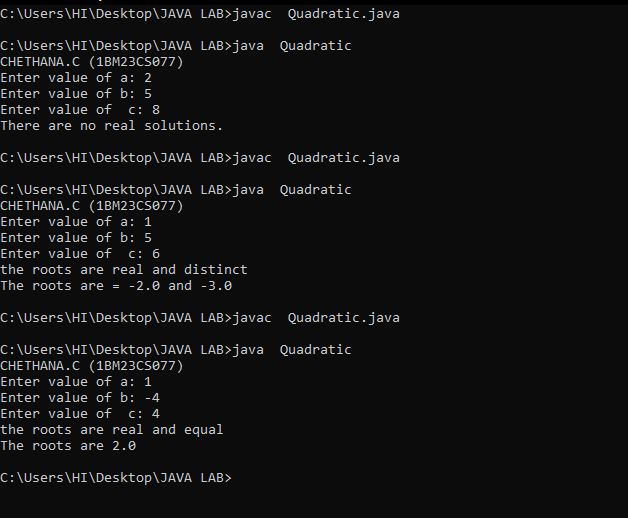 C:\Users\HI\Desktop\JAVA LAB>javac  Quadratic.java
C:\Users\HI\Desktop\JAVA LAB>java  Quadratic
CHETHANA.C (1BM23CS077)
Enter value of a: 2
Enter value of b: 5
Enter value of  c: 8
There are no real solutions.
C:\Users\HI\Desktop\JAVA LAB>javac  Quadratic.java
C:\Users\HI\Desktop\JAVA LAB>java  Quadratic
CHETHANA.C (1BM23CS077)
Enter value of a: 1
Enter value of b: 5
Enter value of  c: 6
the roots are real and distinct
The roots are = -2.0 and -3.0
C:\Users\HI\Desktop\JAVA LAB>javac  Quadratic.java
C:\Users\HI\Desktop\JAVA LAB>java  Quadratic
CHETHANA.C (1BM23CS077)
Enter value of a: 1
Enter value of b: -4
Enter value of  c: 4
the roots are real and equal
The roots are 2.0
C:\Users\HI\Desktop\JAVA LAB>